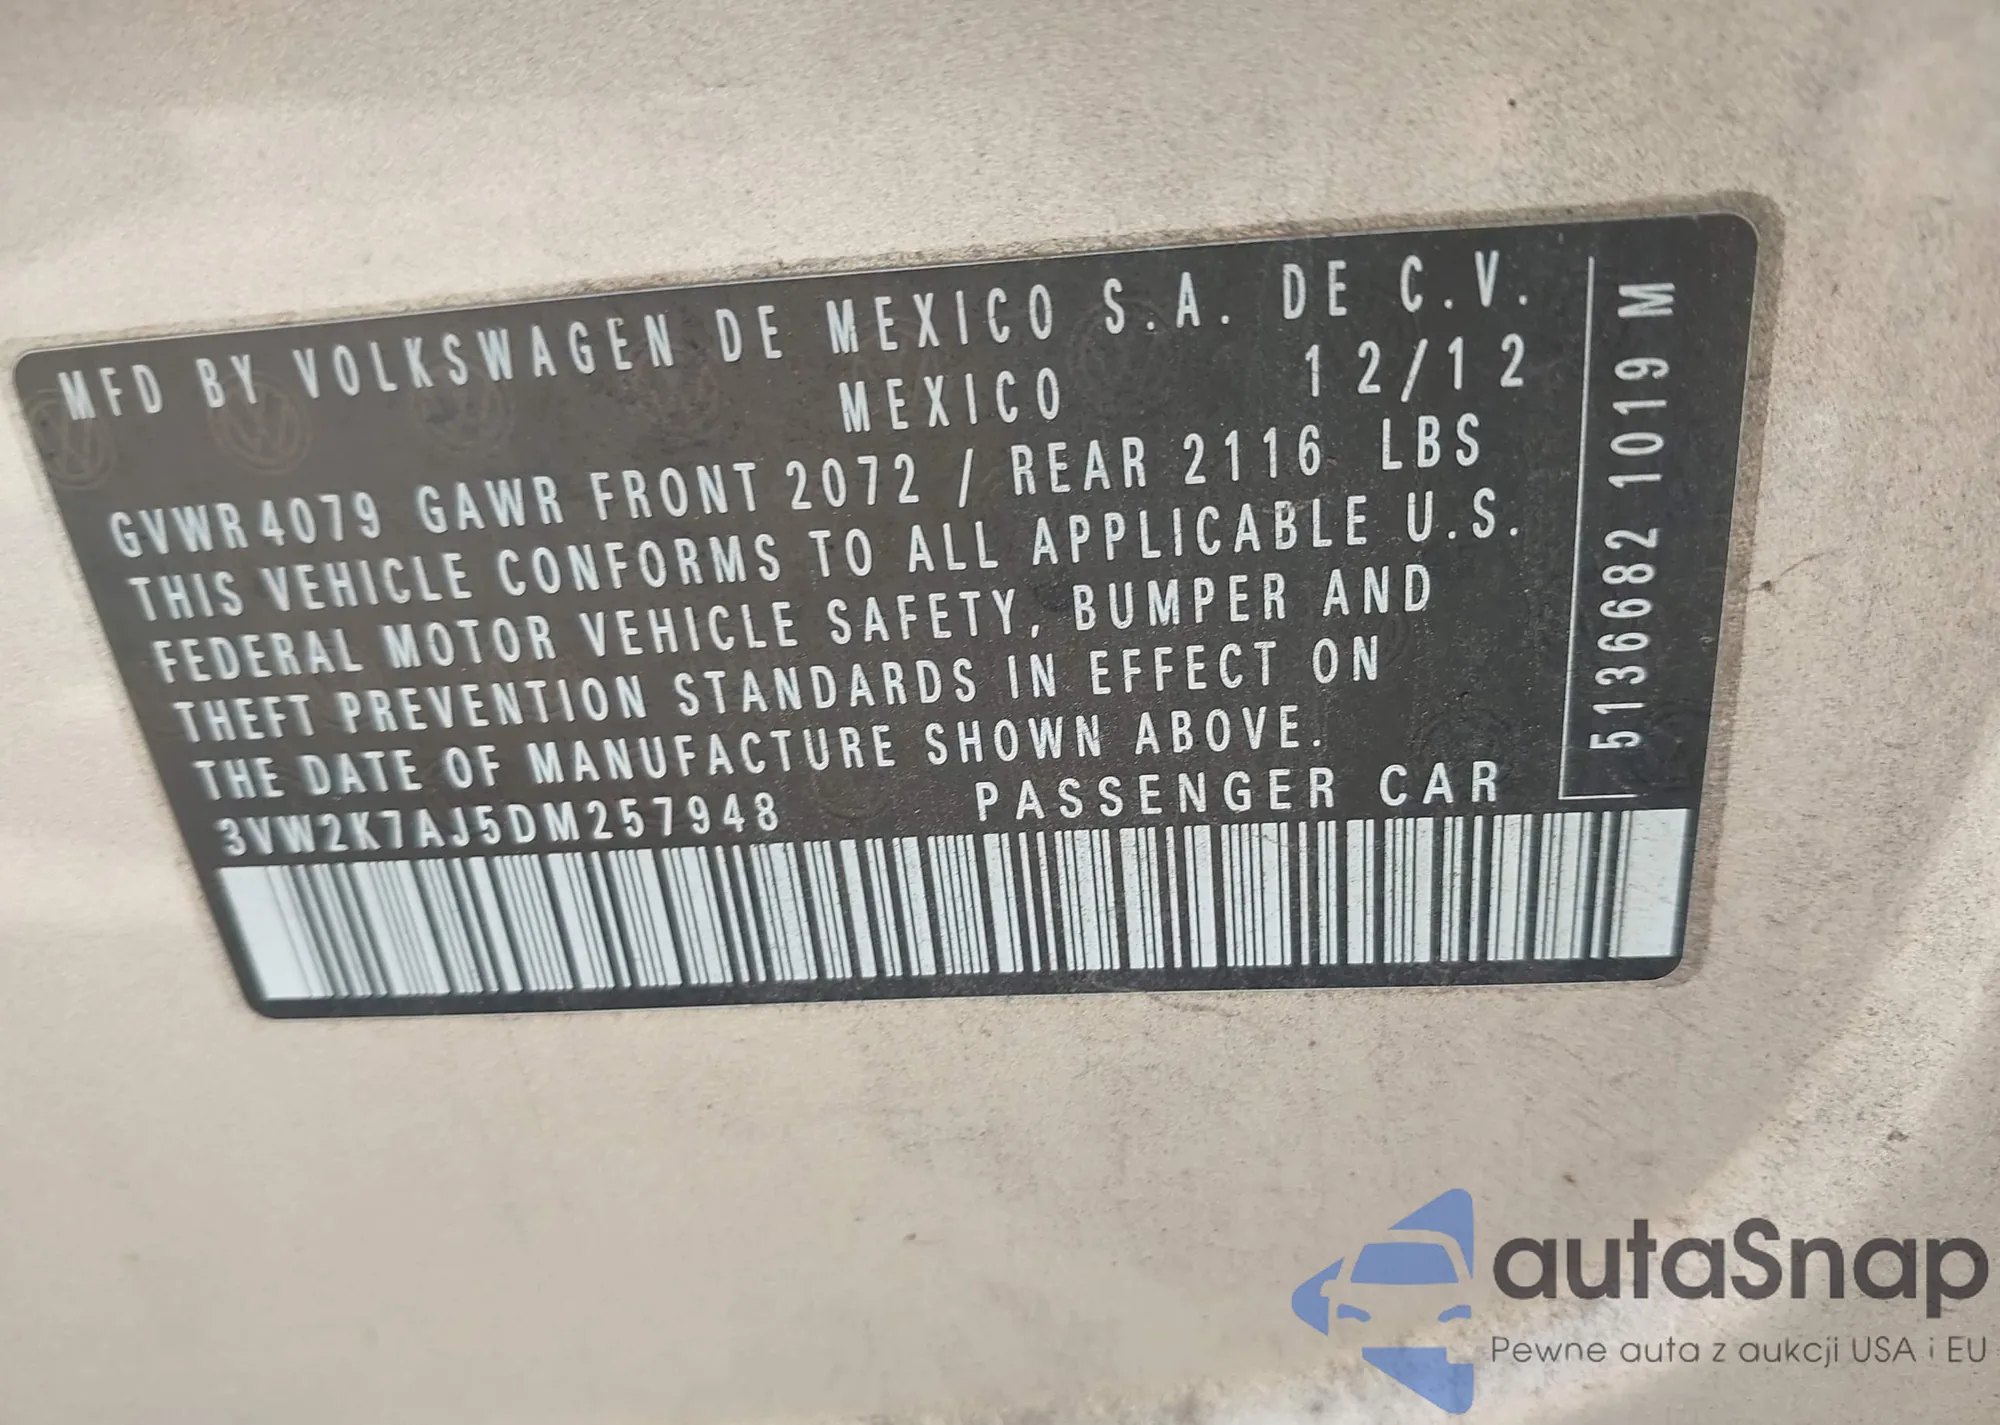 MFD BY VOLKSWAGEN DE MEXICO S.A. DE C.V.
MEXICO 12/12
GVWR 4079 GAWR FRONT 2072 / REAR 2116 LBS
THIS VEHICLE CONFORMS TO ALL APPLICABLE U.S.
FEDERAL MOTOR VEHICLE SAFETY, BUMPER AND
THEFT PREVENTION STANDARDS IN EFFECT ON
THE DATE OF MANUFACTURE SHOWN ABOVE.
3VW2K7AJ5DM257948 PASSENGER CAR
5136682 1019 M
autaSnap
Pewne auta z aukcji USA i EU